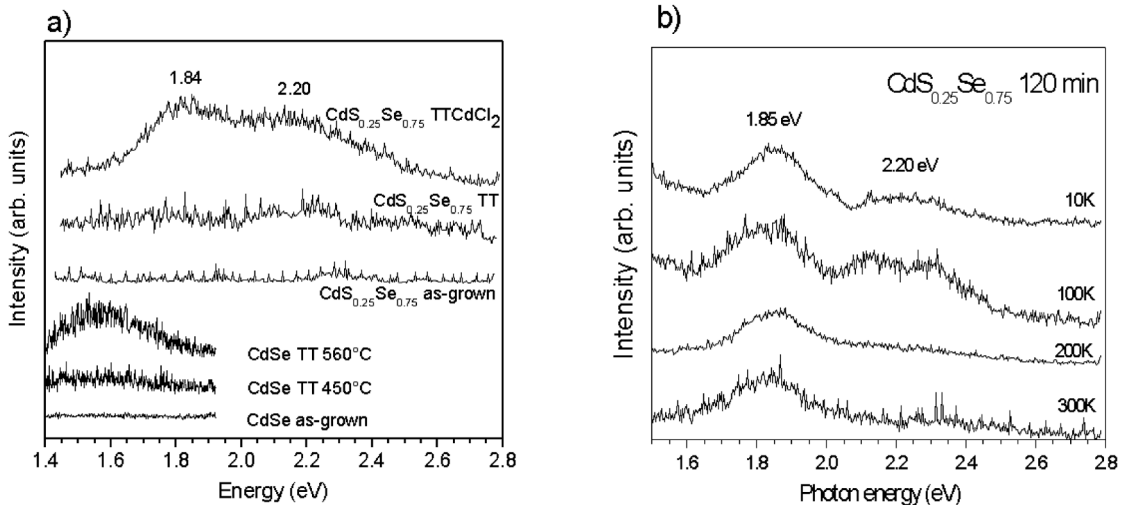 a)
1.84
2.20
CdS0.25Se0.75 TTCdCl2
CdS0.25Se0.75 TT
CdS0.25Se0.75 as-grown
CdSe TT 560°C
CdSe TT 450°C
CdSe as-grown
Intensity (arb. units)
1.4 1.6 1.8 2.0 2.2 2.4 2.6 2.8
Energy (eV)
b)
CdS0.25Se0.75 120 min
1.85 eV
2.20 eV
10K
100K
200K
300K
Intensity (arb. units)
1.6 1.8 2.0 2.2 2.4 2.6 2.8
Photon energy (eV)